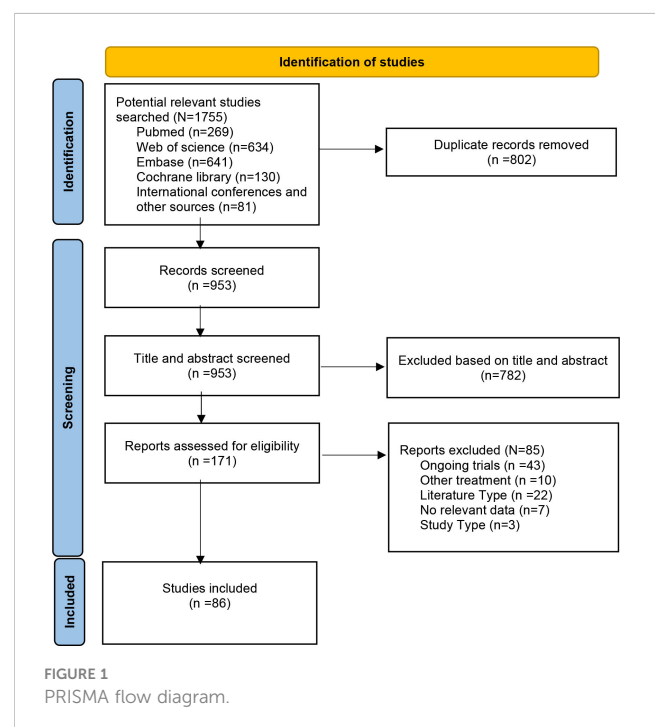 Identification of studies
Identification
Potential relevant studies
searched (N=1755)
Pubmed (n=269)
Web of science (n=634)
Embase (n=641)
Cochrane library (n=130)
International conferences and
other sources (n=81)
Duplicate records removed
(n =802)
Screening
Records screened
(n =953)
Title and abstract screened
(n =953)
Excluded based on title and abstract
(n=782)
Reports assessed for eligibility
(n =171)
Reports excluded (N=85)
Ongoing trials (n =43)
Other treatment (n =10)
Literature Type (n =22)
No relevant data (n=7)
Study Type (n=3)
Included
Studies included
(n =86)
FIGURE 1
PRISMA flow diagram.